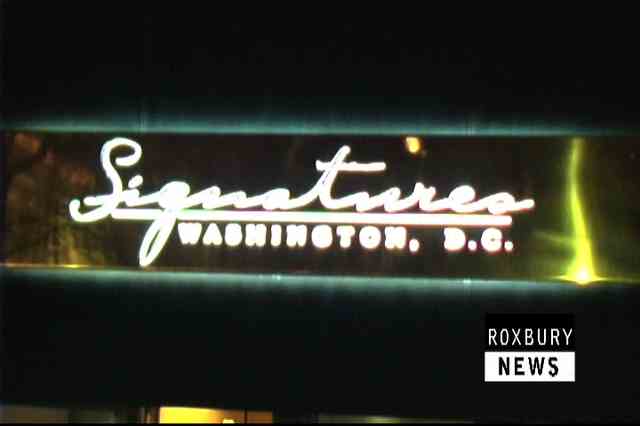 Signatures
WASHINGTON, D.C.
ROXBURY
NEWS